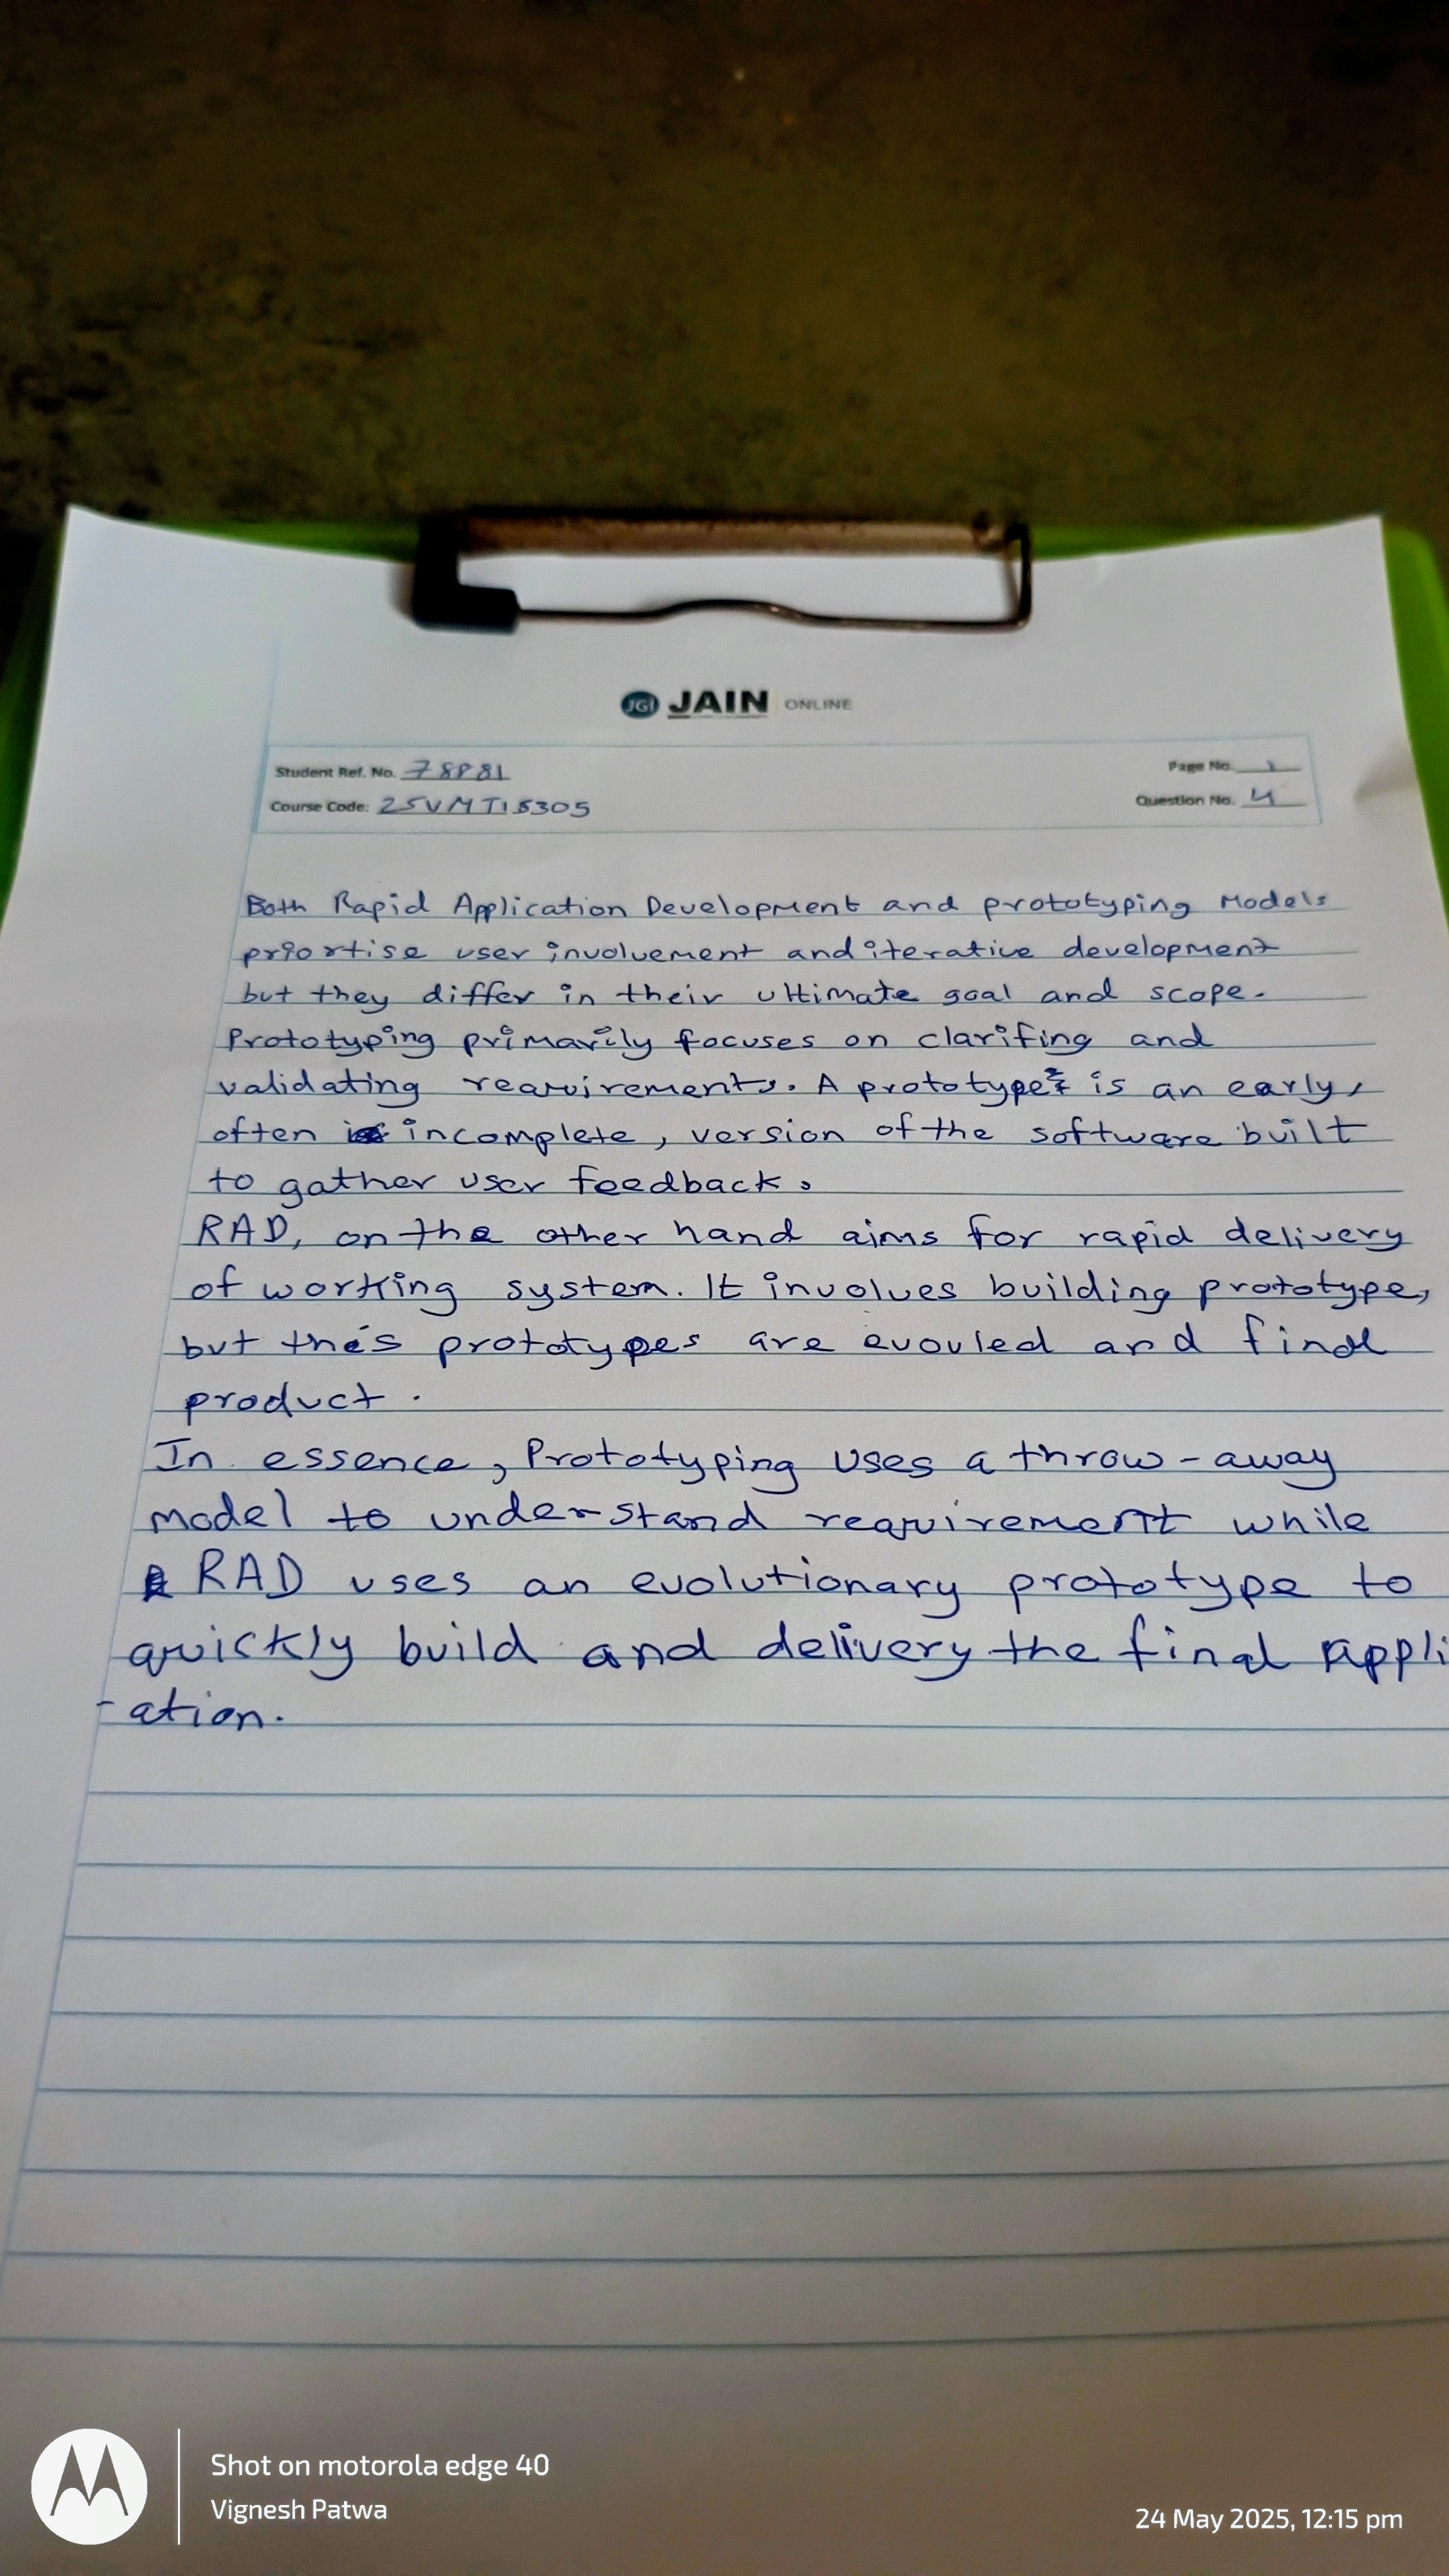 JGI JAIN ONLINE
Student Ref. No. 78P81 Page No. 1
Course Code: 25VMT1S305 Question No. 4
Both Rapid Application Development and prototyping Models
priortise user involvement and iterative development
but they differ in their ultimate goal and scope.
Prototyping primarily focuses on clarifing and
validating requirements. A prototype is an early,
often incomplete, version of the software built
to gather user feedback.
RAD, on the other hand aims for rapid delivery
of working system. It involves building prototype,
but thes prototypes are evouled and final
product.
In essence, Prototyping uses a throw-away
model to understand requirement while
RAD uses an evolutionary prototype to
quickly build and delivery the final appli
-ation.
Shot on motorola edge 40
Vignesh Patwa
24 May 2025, 12:15 pm